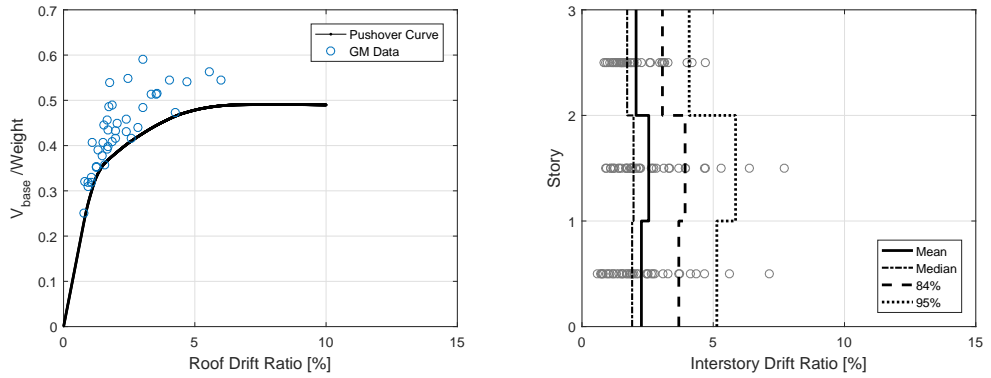 0.7
0.6
0.5
0.4
0.3
0.2
0.1
0
V_base /Weight
0
5
10
15
Roof Drift Ratio [%]
Pushover Curve
GM Data
3
2
1
0
Story
0
5
10
15
Interstory Drift Ratio [%]
Mean
Median
84%
95%